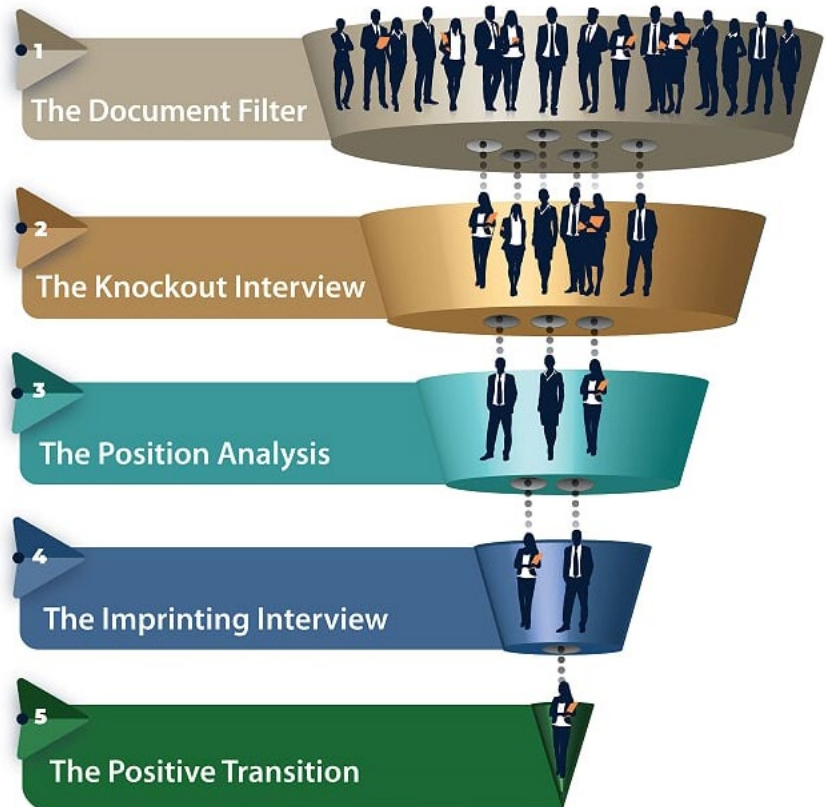 1
The Document Filter
2
The Knockout Interview
3
The Position Analysis
4
The Imprinting Interview
5
The Positive Transition